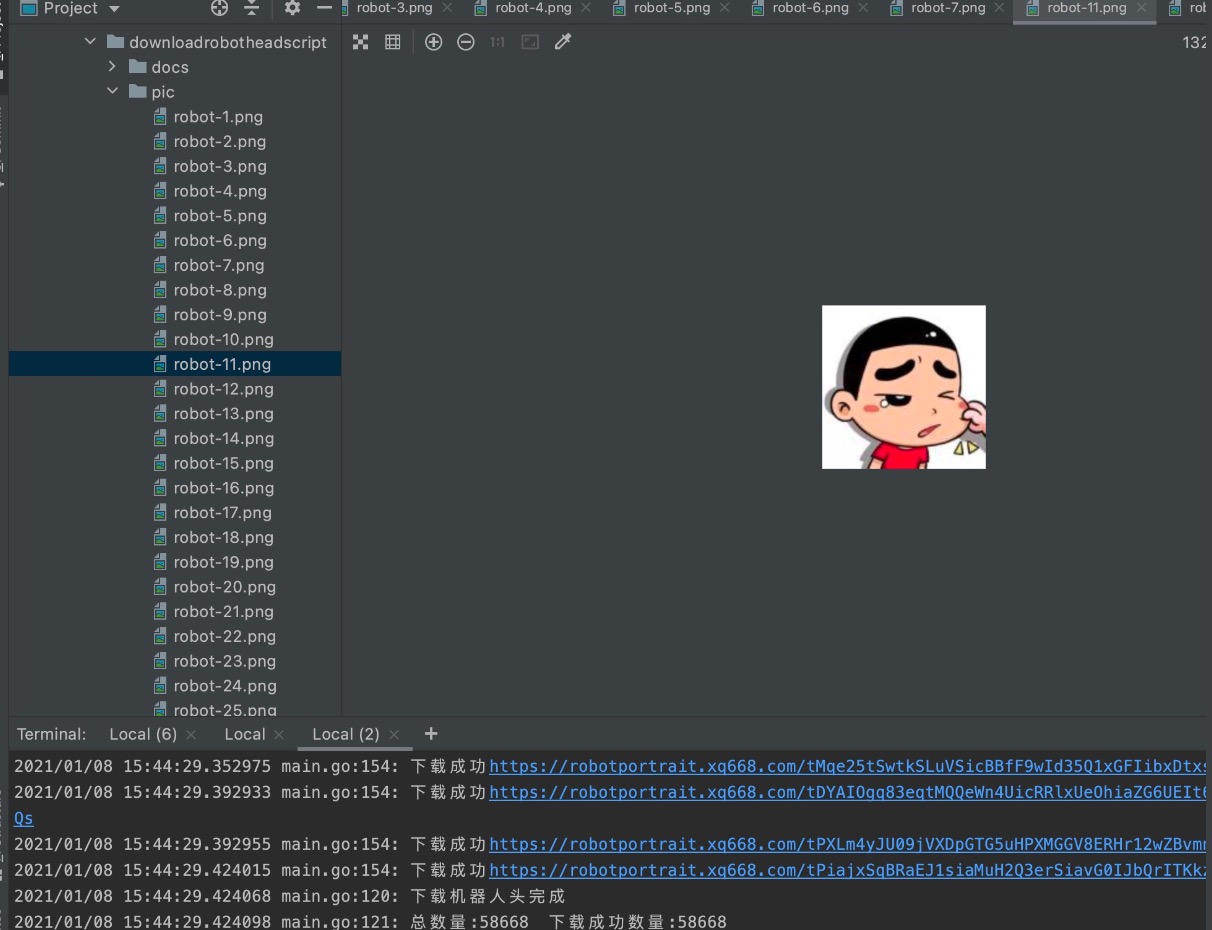 Project
robot-3.png robot-4.png robot-5.png robot-6.png robot-7.png robot-11.png
downloadrobotheadscript
1:1
docs
pic
robot-1.png
robot-2.png
robot-3.png
robot-4.png
robot-5.png
robot-6.png
robot-7.png
robot-8.png
robot-9.png
robot-10.png
robot-11.png
robot-12.png
robot-13.png
robot-14.png
robot-15.png
robot-16.png
robot-17.png
robot-18.png
robot-19.png
robot-20.png
robot-21.png
robot-22.png
robot-23.png
robot-24.png
robot-25.png
Terminal: Local (6) Local Local (2) +
2021/01/08 15:44:29.352975 main.go:154: 下载成功https://robotportrait.xq668.com/tMqe25tSwtkSLuVSicBBfF9wId35Q1xGFIibxDtxs
2021/01/08 15:44:29.392933 main.go:154: 下载成功https://robotportrait.xq668.com/tDYAIOqq83eqtMQQeWn4UicRRlxUeOhiaZG6UEIt6
Qs
2021/01/08 15:44:29.392955 main.go:154: 下载成功https://robotportrait.xq668.com/tPXLm4yJU09jVXDpGTG5uHPXMGGV8ERHr12wZBvmr
2021/01/08 15:44:29.424015 main.go:154: 下载成功https://robotportrait.xq668.com/tPiajxSqBRaEJ1siaMuH2Q3erSiavG0IJbQrITKkz
2021/01/08 15:44:29.424068 main.go:120: 下载机器人头完成
2021/01/08 15:44:29.424098 main.go:121: 总数量:58668 下载成功数量:58668